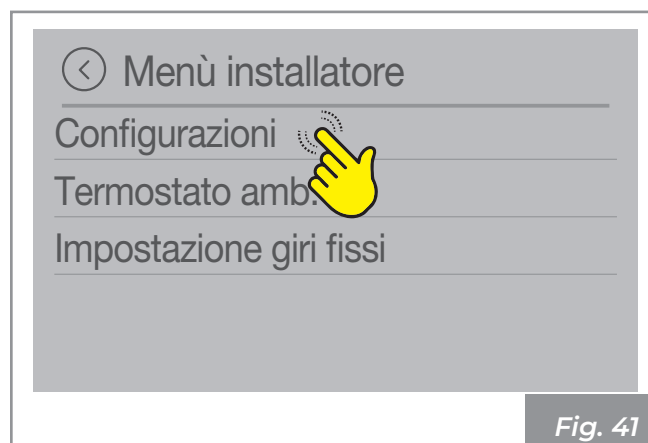 Menù installatore
Configurazioni
Termostato amb.
Impostazione giri fissi
Fig. 41